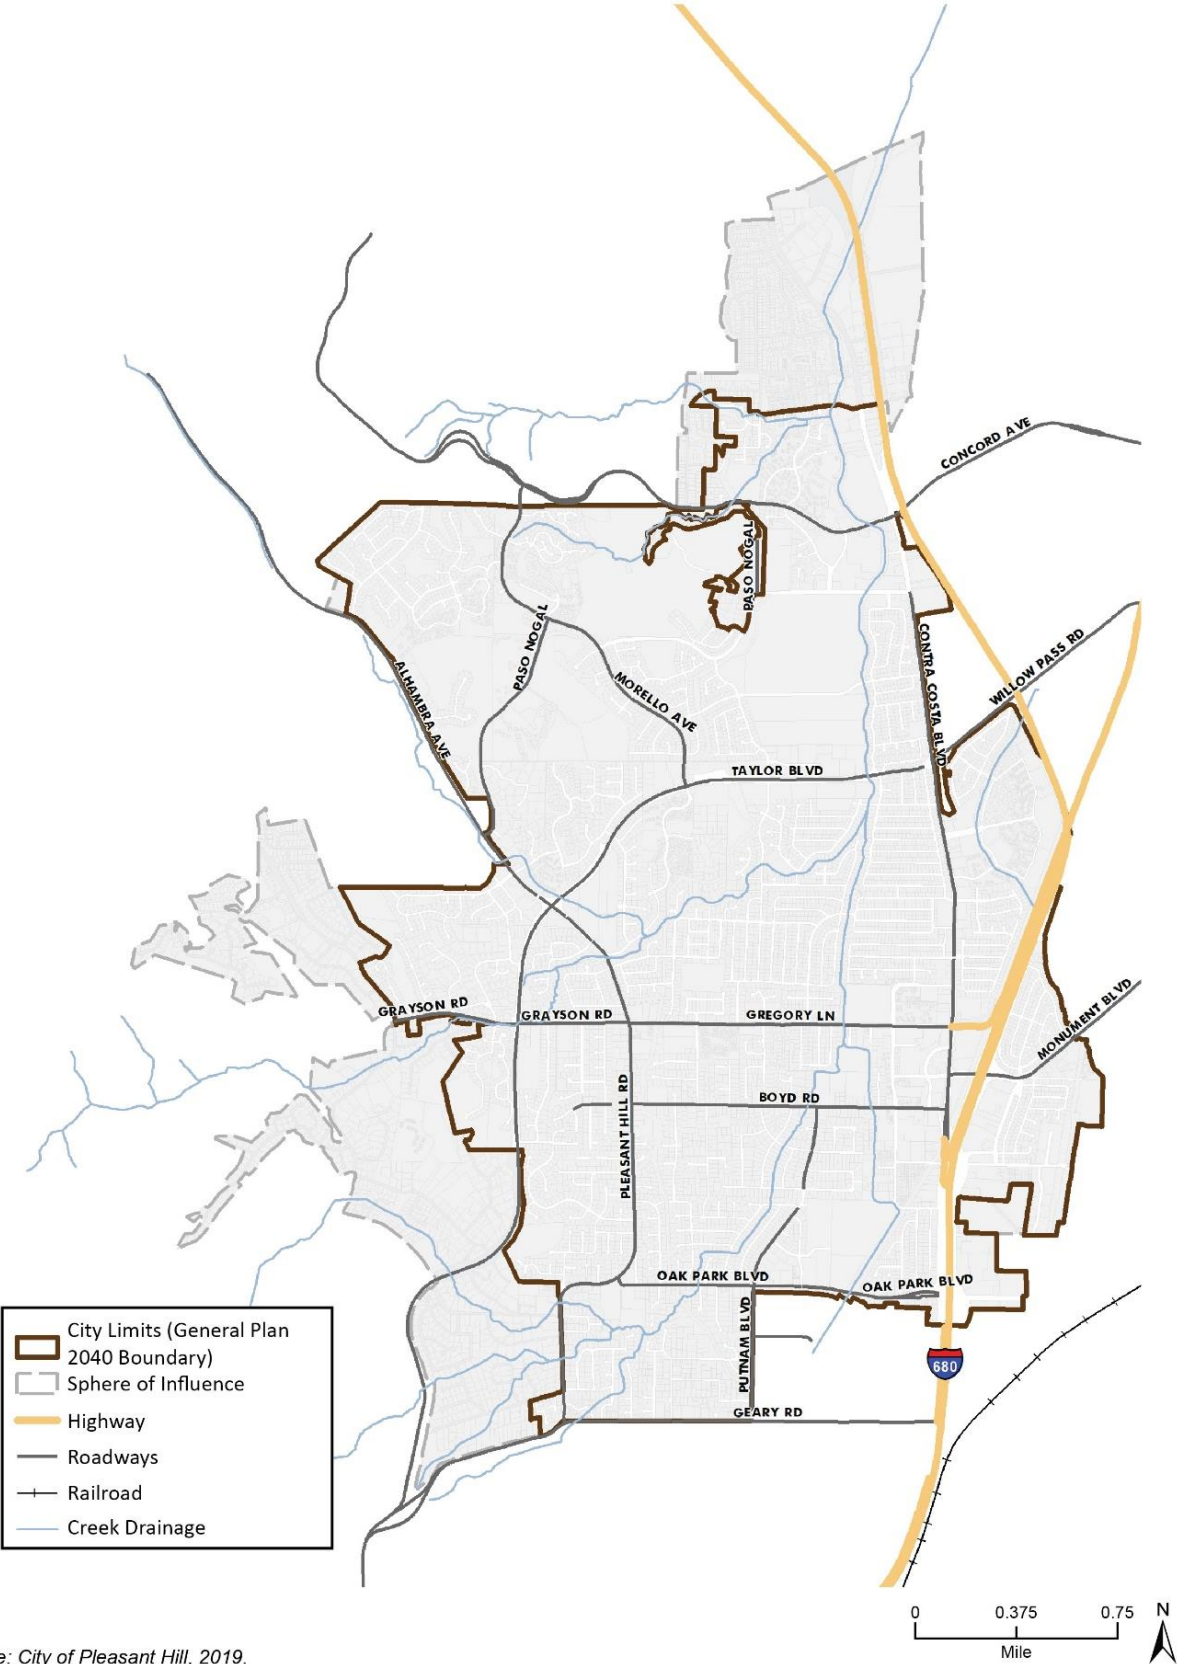 CONCORD AVE
PASO NOGAL
PASO NOGAL
CONTRA COSTA BLVD
WILLOW PASS RD
ALHAMBRA AVE
MORELLO AVE
TAYLOR BLVD
GRAYSON RD
GRAYSON RD
GREGORY LN
MONUMENT BLVD
BOYD RD
PLEASANT HILL RD
OAK PARK BLVD
OAK PARK BLVD
PUTNAM BLVD
680
GEARY RD
City Limits (General Plan
2040 Boundary)
Sphere of Influence
Highway
Roadways
Railroad
Creek Drainage
0 0.375 0.75
Mile
N
e: City of Pleasant Hill, 2019.